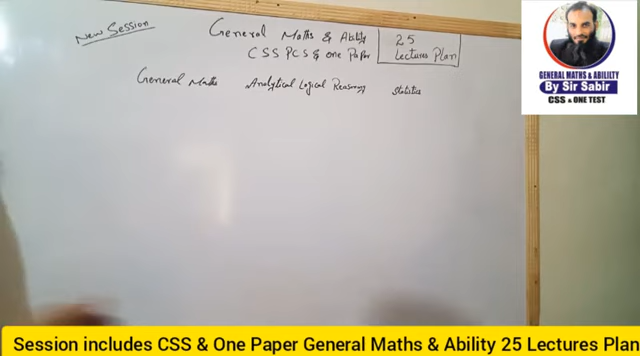 New Session
General Maths & Ability
CSS PCS & One Paper
25
Lectures Plan
General Maths
Analytical Logical Reasoning
Statistics
GENERAL MATHS & ABILILTY
By Sir Sabir
CSS & ONE TEST
Session includes CSS & One Paper General Maths & Ability 25 Lectures Plan